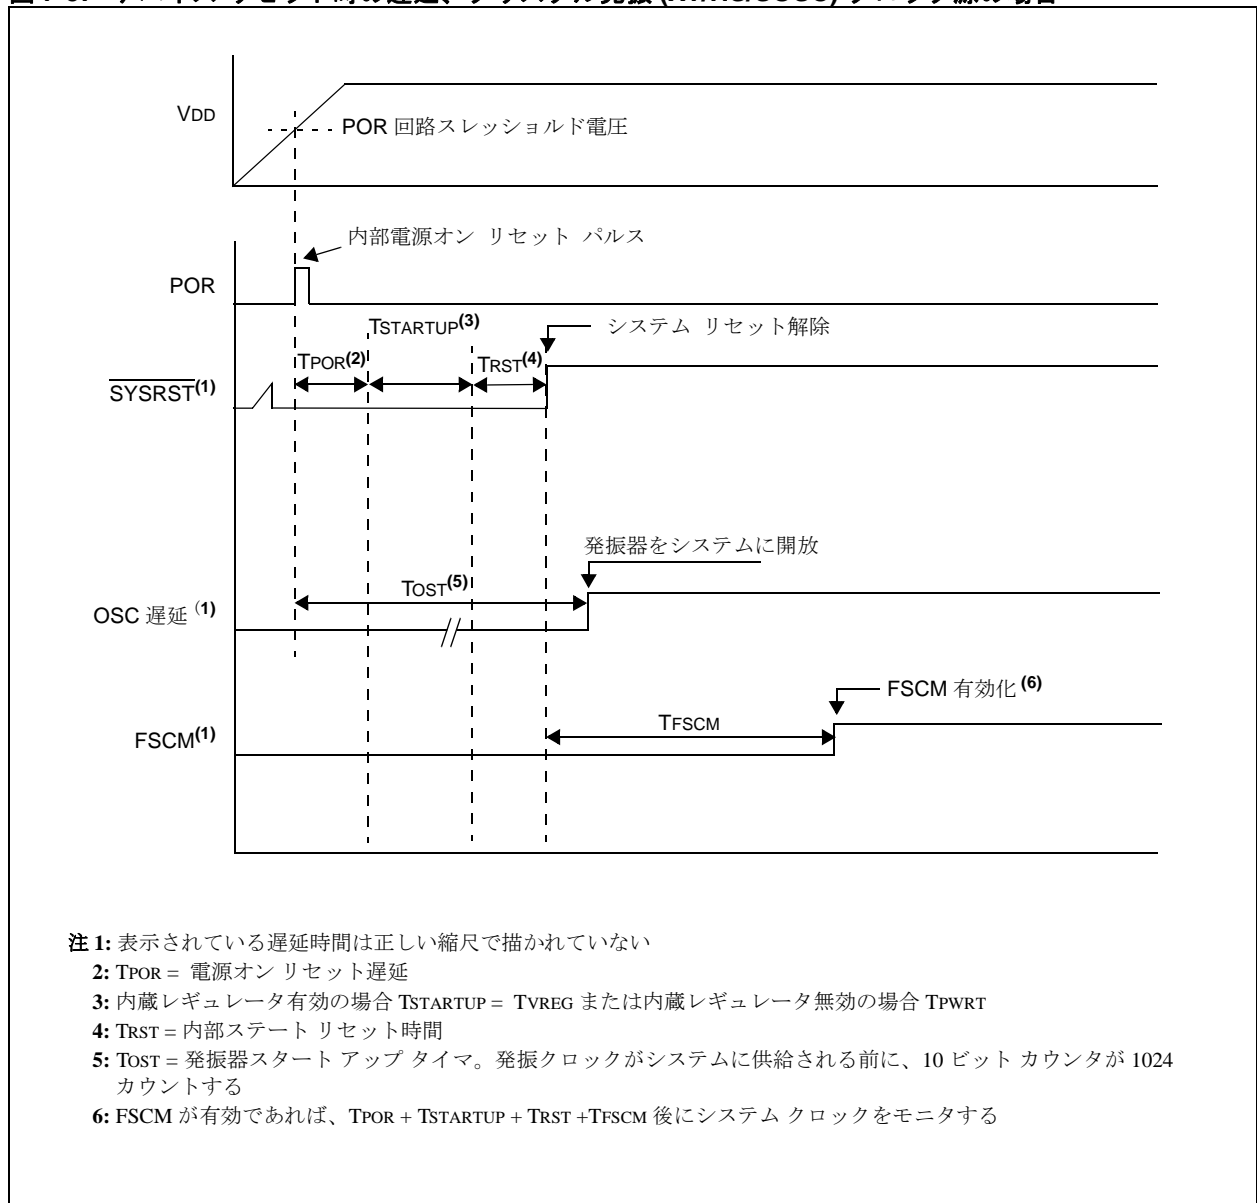 VDD
POR 回路スレッショルド電圧
内部電源オン リセット パルス
POR
TSTARTUP(3)
システム リセット解除
TPOR(2)
TRST(4)
SYSRST(1)
発振器をシステムに開放
TOST(5)
OSC 遅延 (1)
FSCM 有効化 (6)
TFSCM
FSCM(1)
注 1: 表示されている遅延時間は正しい縮尺で描かれていない
2: TPOR = 電源オン リセット遅延
3: 内蔵レギュレータ有効の場合 TSTARTUP = TVREG または内蔵レギュレータ無効の場合 TPWRT
4: TRST = 内部ステート リセット時間
5: TOST = 発振器スタート アップ タイマ。発振クロックがシステムに供給される前に、10 ビット カウンタが 1024
カウントする
6: FSCM が有効であれば、TPOR + TSTARTUP + TRST +TFSCM 後にシステム クロックをモニタする